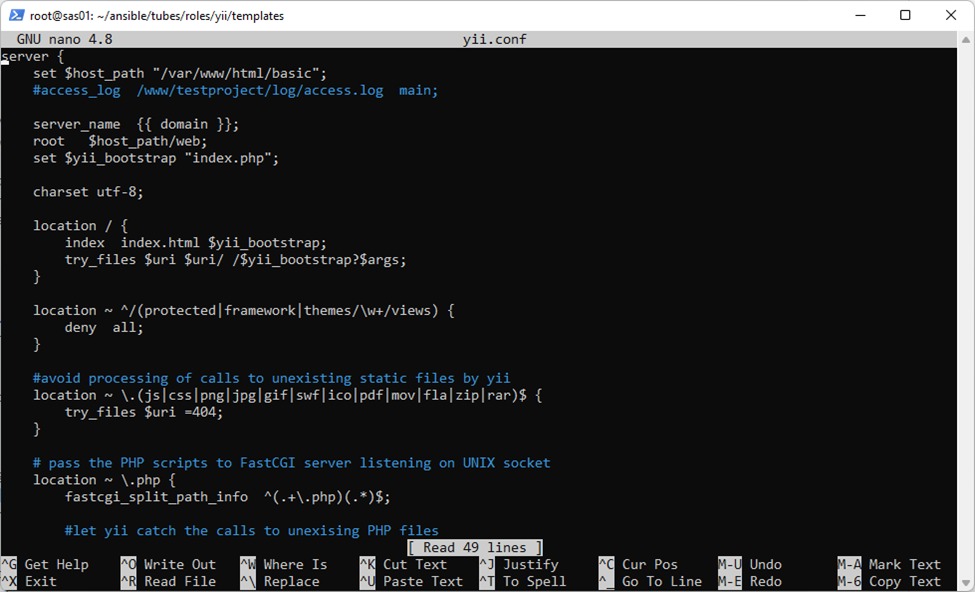 root@sas01: ~/ansible/tubes/roles/yii/templates
GNU nano 4.8 yii.conf
server {
    set $host_path "/var/www/html/basic";
    #access_log  /www/testproject/log/access.log  main;

    server_name  {{ domain }};
    root   $host_path/web;
    set $yii_bootstrap "index.php";

    charset utf-8;

    location / {
        index  index.html $yii_bootstrap;
        try_files $uri $uri/ /$yii_bootstrap?$args;
    }

    location ~ ^/(protected|framework|themes/\w+/views) {
        deny  all;
    }

    #avoid processing of calls to unexisting static files by yii
    location ~ \.(js|css|png|jpg|gif|swf|ico|pdf|mov|fla|zip|rar)$ {
        try_files $uri =404;
    }

    # pass the PHP scripts to FastCGI server listening on UNIX socket
    location ~ \.php {
        fastcgi_split_path_info  ^(.+\.php)(.*)$;

        #let yii catch the calls to unexising PHP files
[ Read 49 lines ]
^G Get Help ^O Write Out ^W Where Is ^K Cut Text ^J Justify ^C Cur Pos M-U Undo M-A Mark Text
^X Exit ^R Read File ^\ Replace ^U Paste Text ^T To Spell ^_ Go To Line M-E Redo M-6 Copy Text